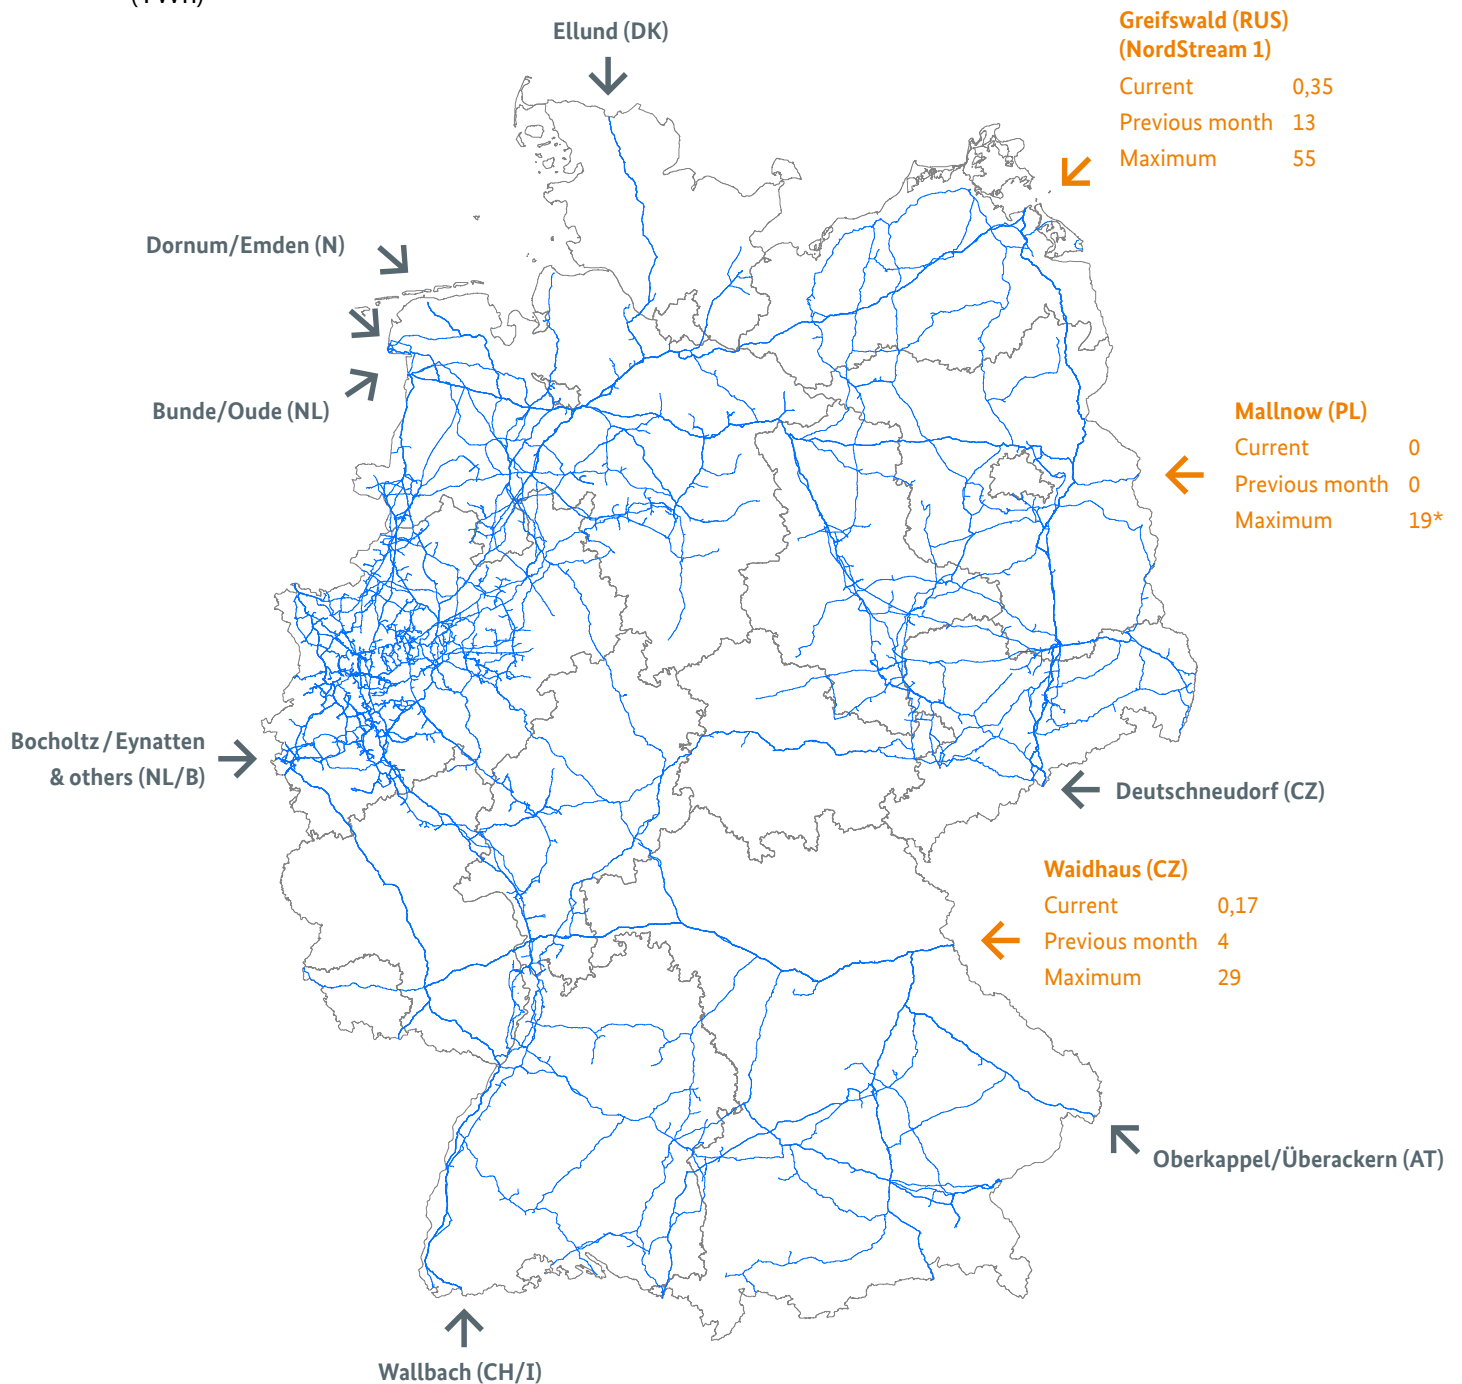 (TWh)
Ellund (DK)
Greifswald (RUS)
(NordStream 1)
Current 0,35
Previous month 13
Maximum 55
Dornum/Emden (N)
Bunde/Oude (NL)
Mallnow (PL)
Current 0
Previous month 0
Maximum 19*
Bocholtz / Eynatten
& others (NL/B)
Deutschneudorf (CZ)
Waidhaus (CZ)
Current 0,17
Previous month 4
Maximum 29
Oberkappel/Überackern (AT)
Wallbach (CH/I)